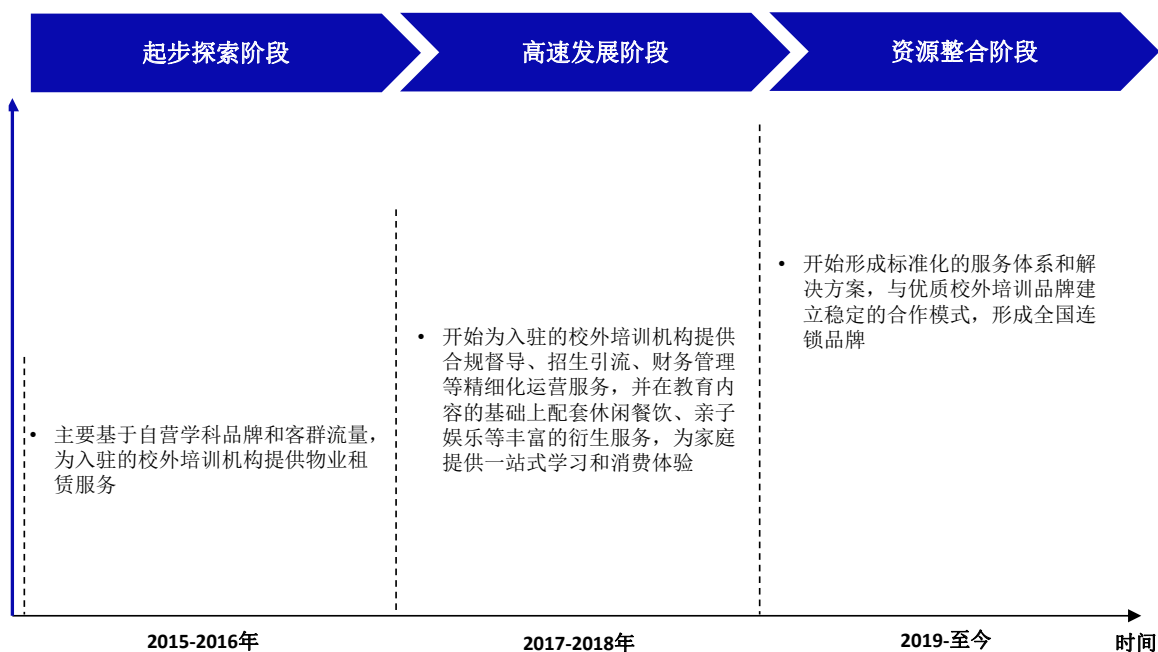 起步探索阶段
高速发展阶段
资源整合阶段
• 主要基于自营学科品牌和客群流量，
为入驻的校外培训机构提供物业租
赁服务
• 开始为入驻的校外培训机构提供
合规督导、招生引流、财务管理
等精细化运营服务，并在教育内
容的基础上配套休闲餐饮、亲子
娱乐等丰富的衍生服务，为家庭
提供一站式学习和消费体验
• 开始形成标准化的服务体系和解
决方案，与优质校外培训品牌建
立稳定的合作模式，形成全国连
锁品牌
2015-2016年
2017-2018年
2019-至今
时间